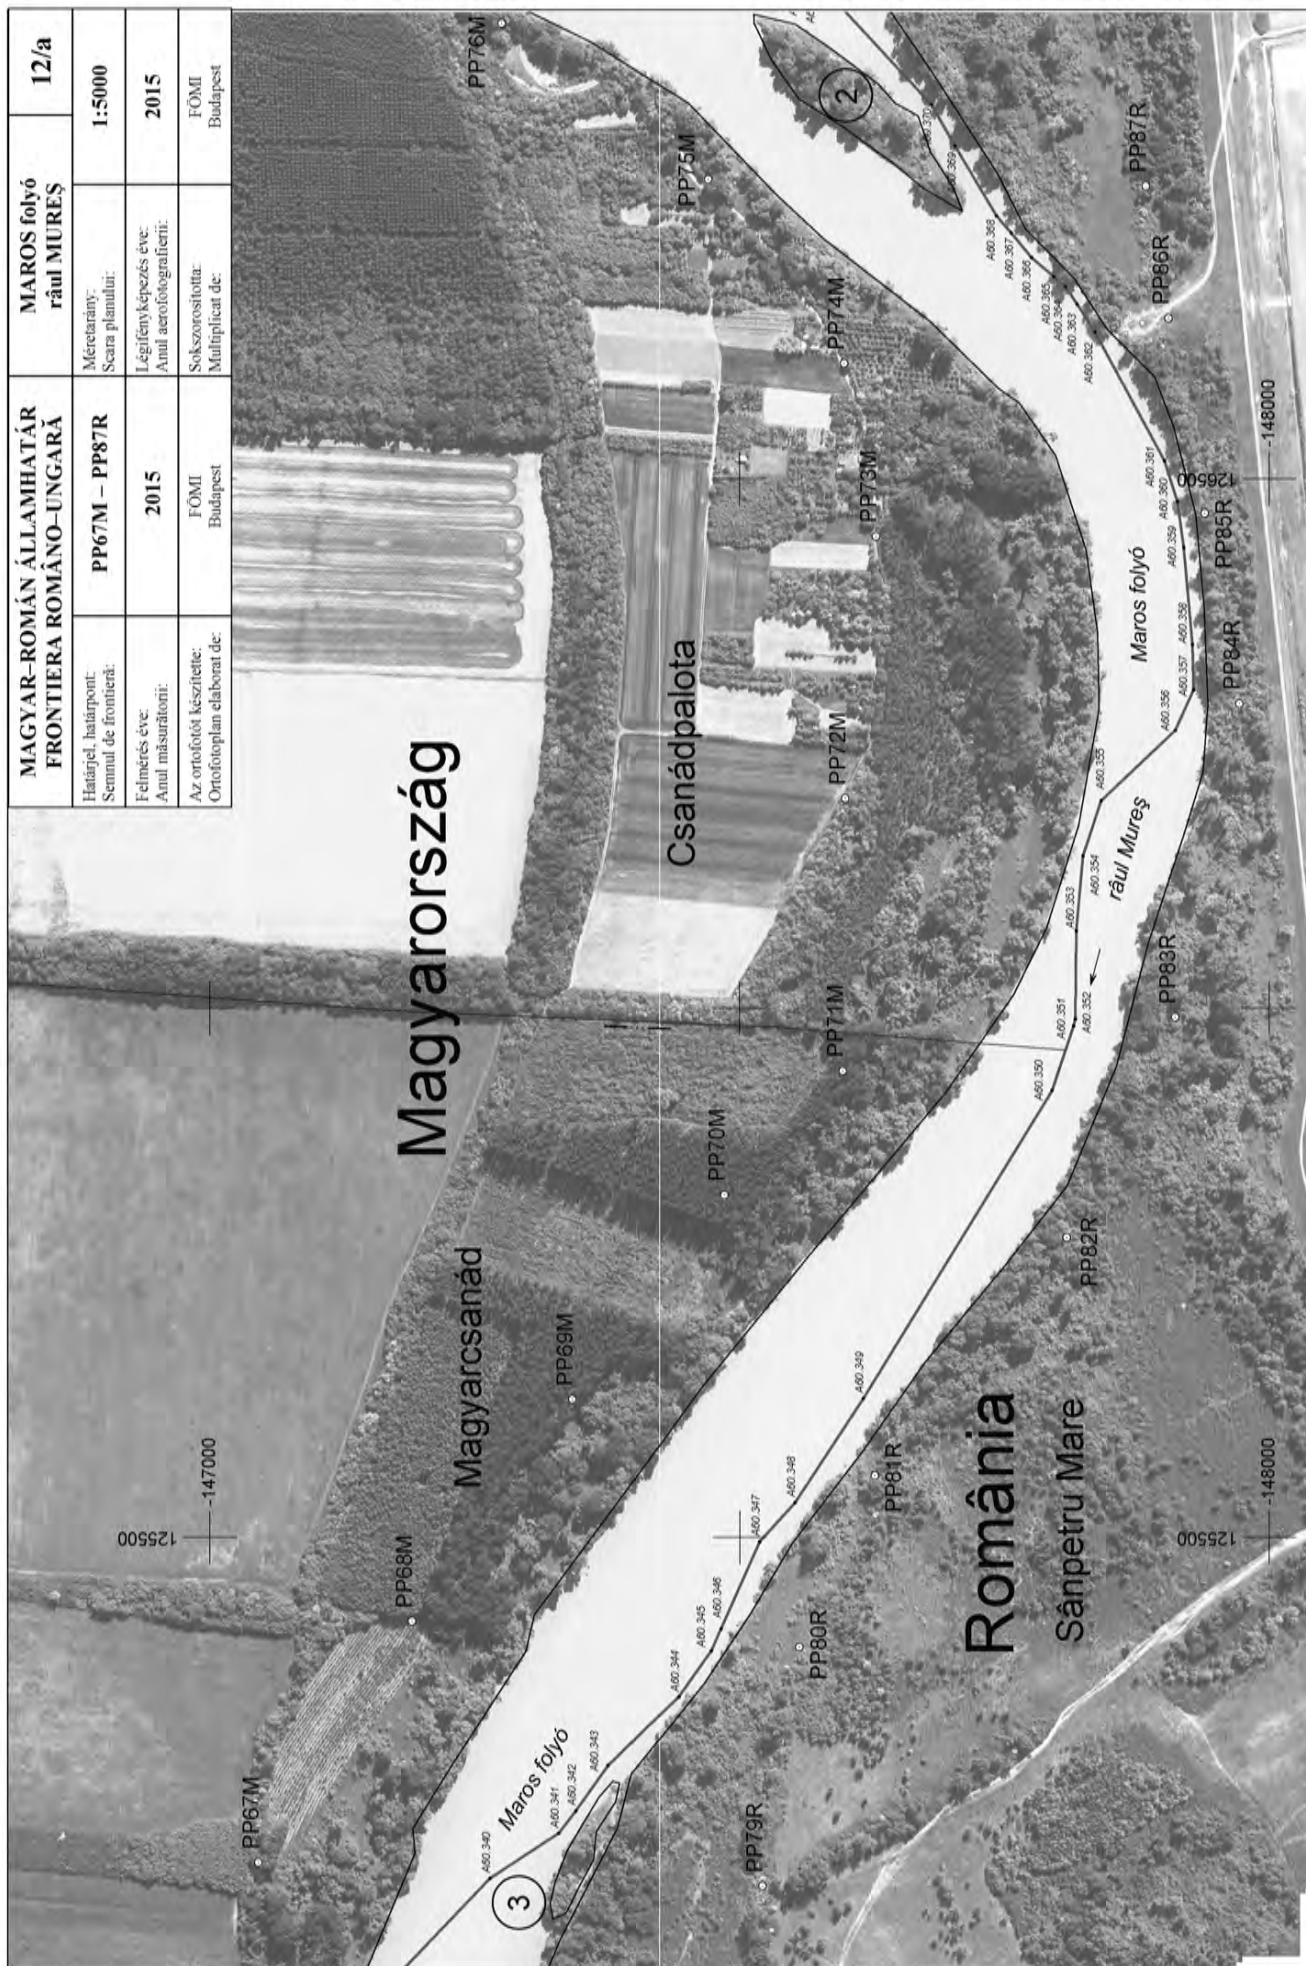 MAGYAR–ROMÁN ÁLLAMHATÁR
FRONTIERA ROMÂNO–UNGARĂ
MAROS folyó
râul MUREȘ
12/a
Határjel, határpont:
Semnul de frontieră:
PP67M – PP87R
Méretarány:
Scara planului:
1:5000
Felmérés éve:
Anul măsurătorii:
2015
Légifényképezés éve:
Anul aerofotografierii:
2015
Az ortofotót készítette:
Ortofotoplan elaborat de:
FÖMI
Budapest
Sokszorosította:
Multiplicat de:
FÖMI
Budapest
Magyarország
Magyarcsanád
Csanádpalota
PP67M
PP68M
PP69M
PP70M
PP71M
PP72M
PP73M
PP74M
PP75M
PP76M
125500
-147000
3
Maros folyó
A60.340
A60.341
A60.342
A60.343
A60.344
A60.345
A60.346
A60.347
A60.348
A60.349
A60.350
A60.351
A60.352
A60.353
A60.354
A60.355
A60.356
A60.357
A60.358
A60.359
A60.360
A60.361
A60.362
A60.363
A60.364
A60.365
A60.366
A60.367
A60.368
A60.369
A60.370
2
râul Mureș
Maros folyó
PP79R
PP80R
PP81R
PP82R
PP83R
PP84R
PP85R
PP86R
PP87R
România
Sânpetru Mare
125500
-148000
126500
-148000